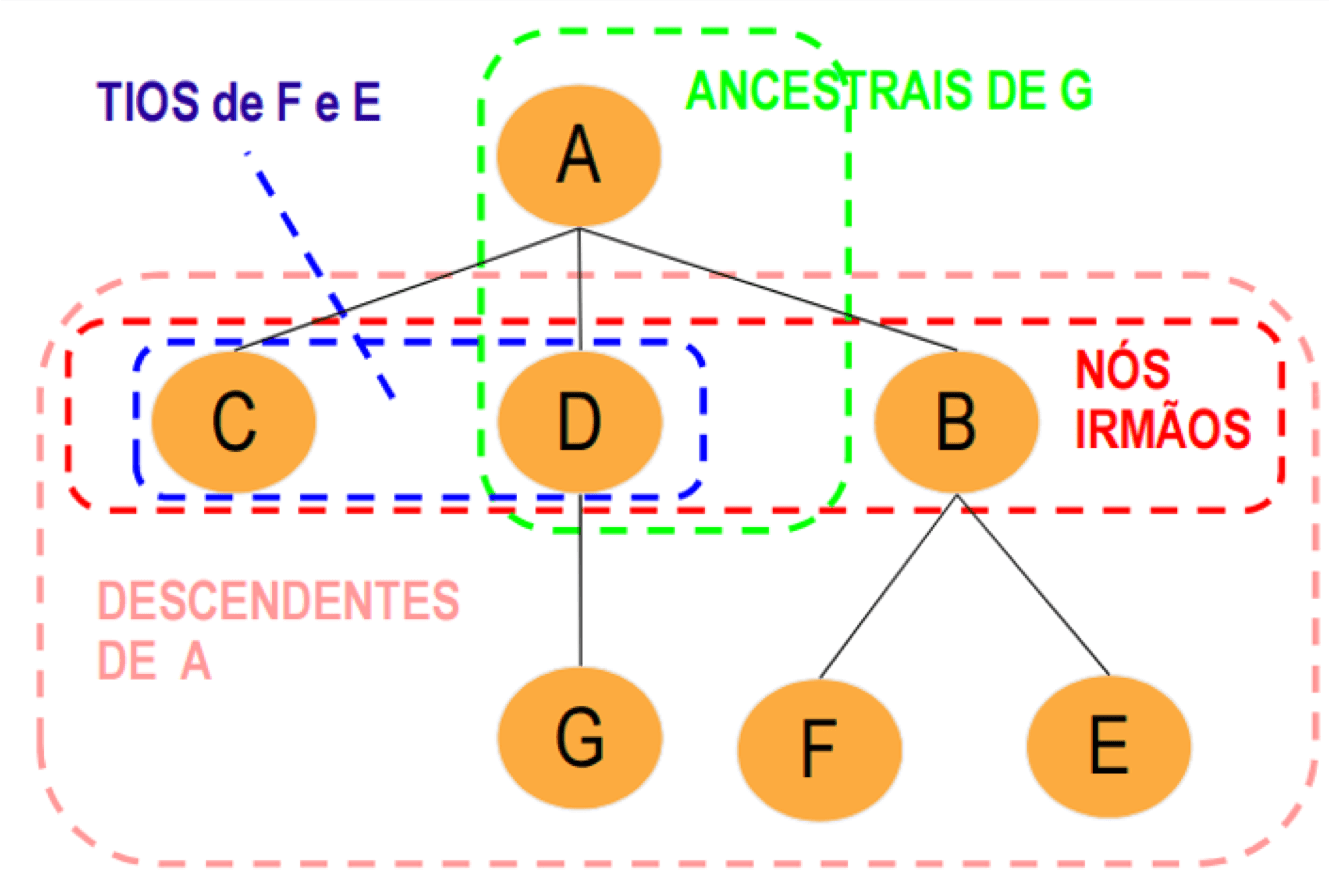 TIOS de F e E
ANCESTRAIS DE G
A
C
D
B
NÓS
IRMÃOS
DESCENDENTES
DE A
G
F
E